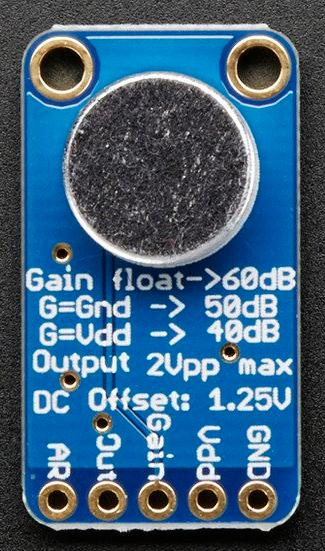 Gain float->60dB
G=Gnd -> 50dB
G=Vdd -> 40dB
Output 2Vpp max
DC Offset: 1.25V
AR
Out
Gain
Vdd
GND